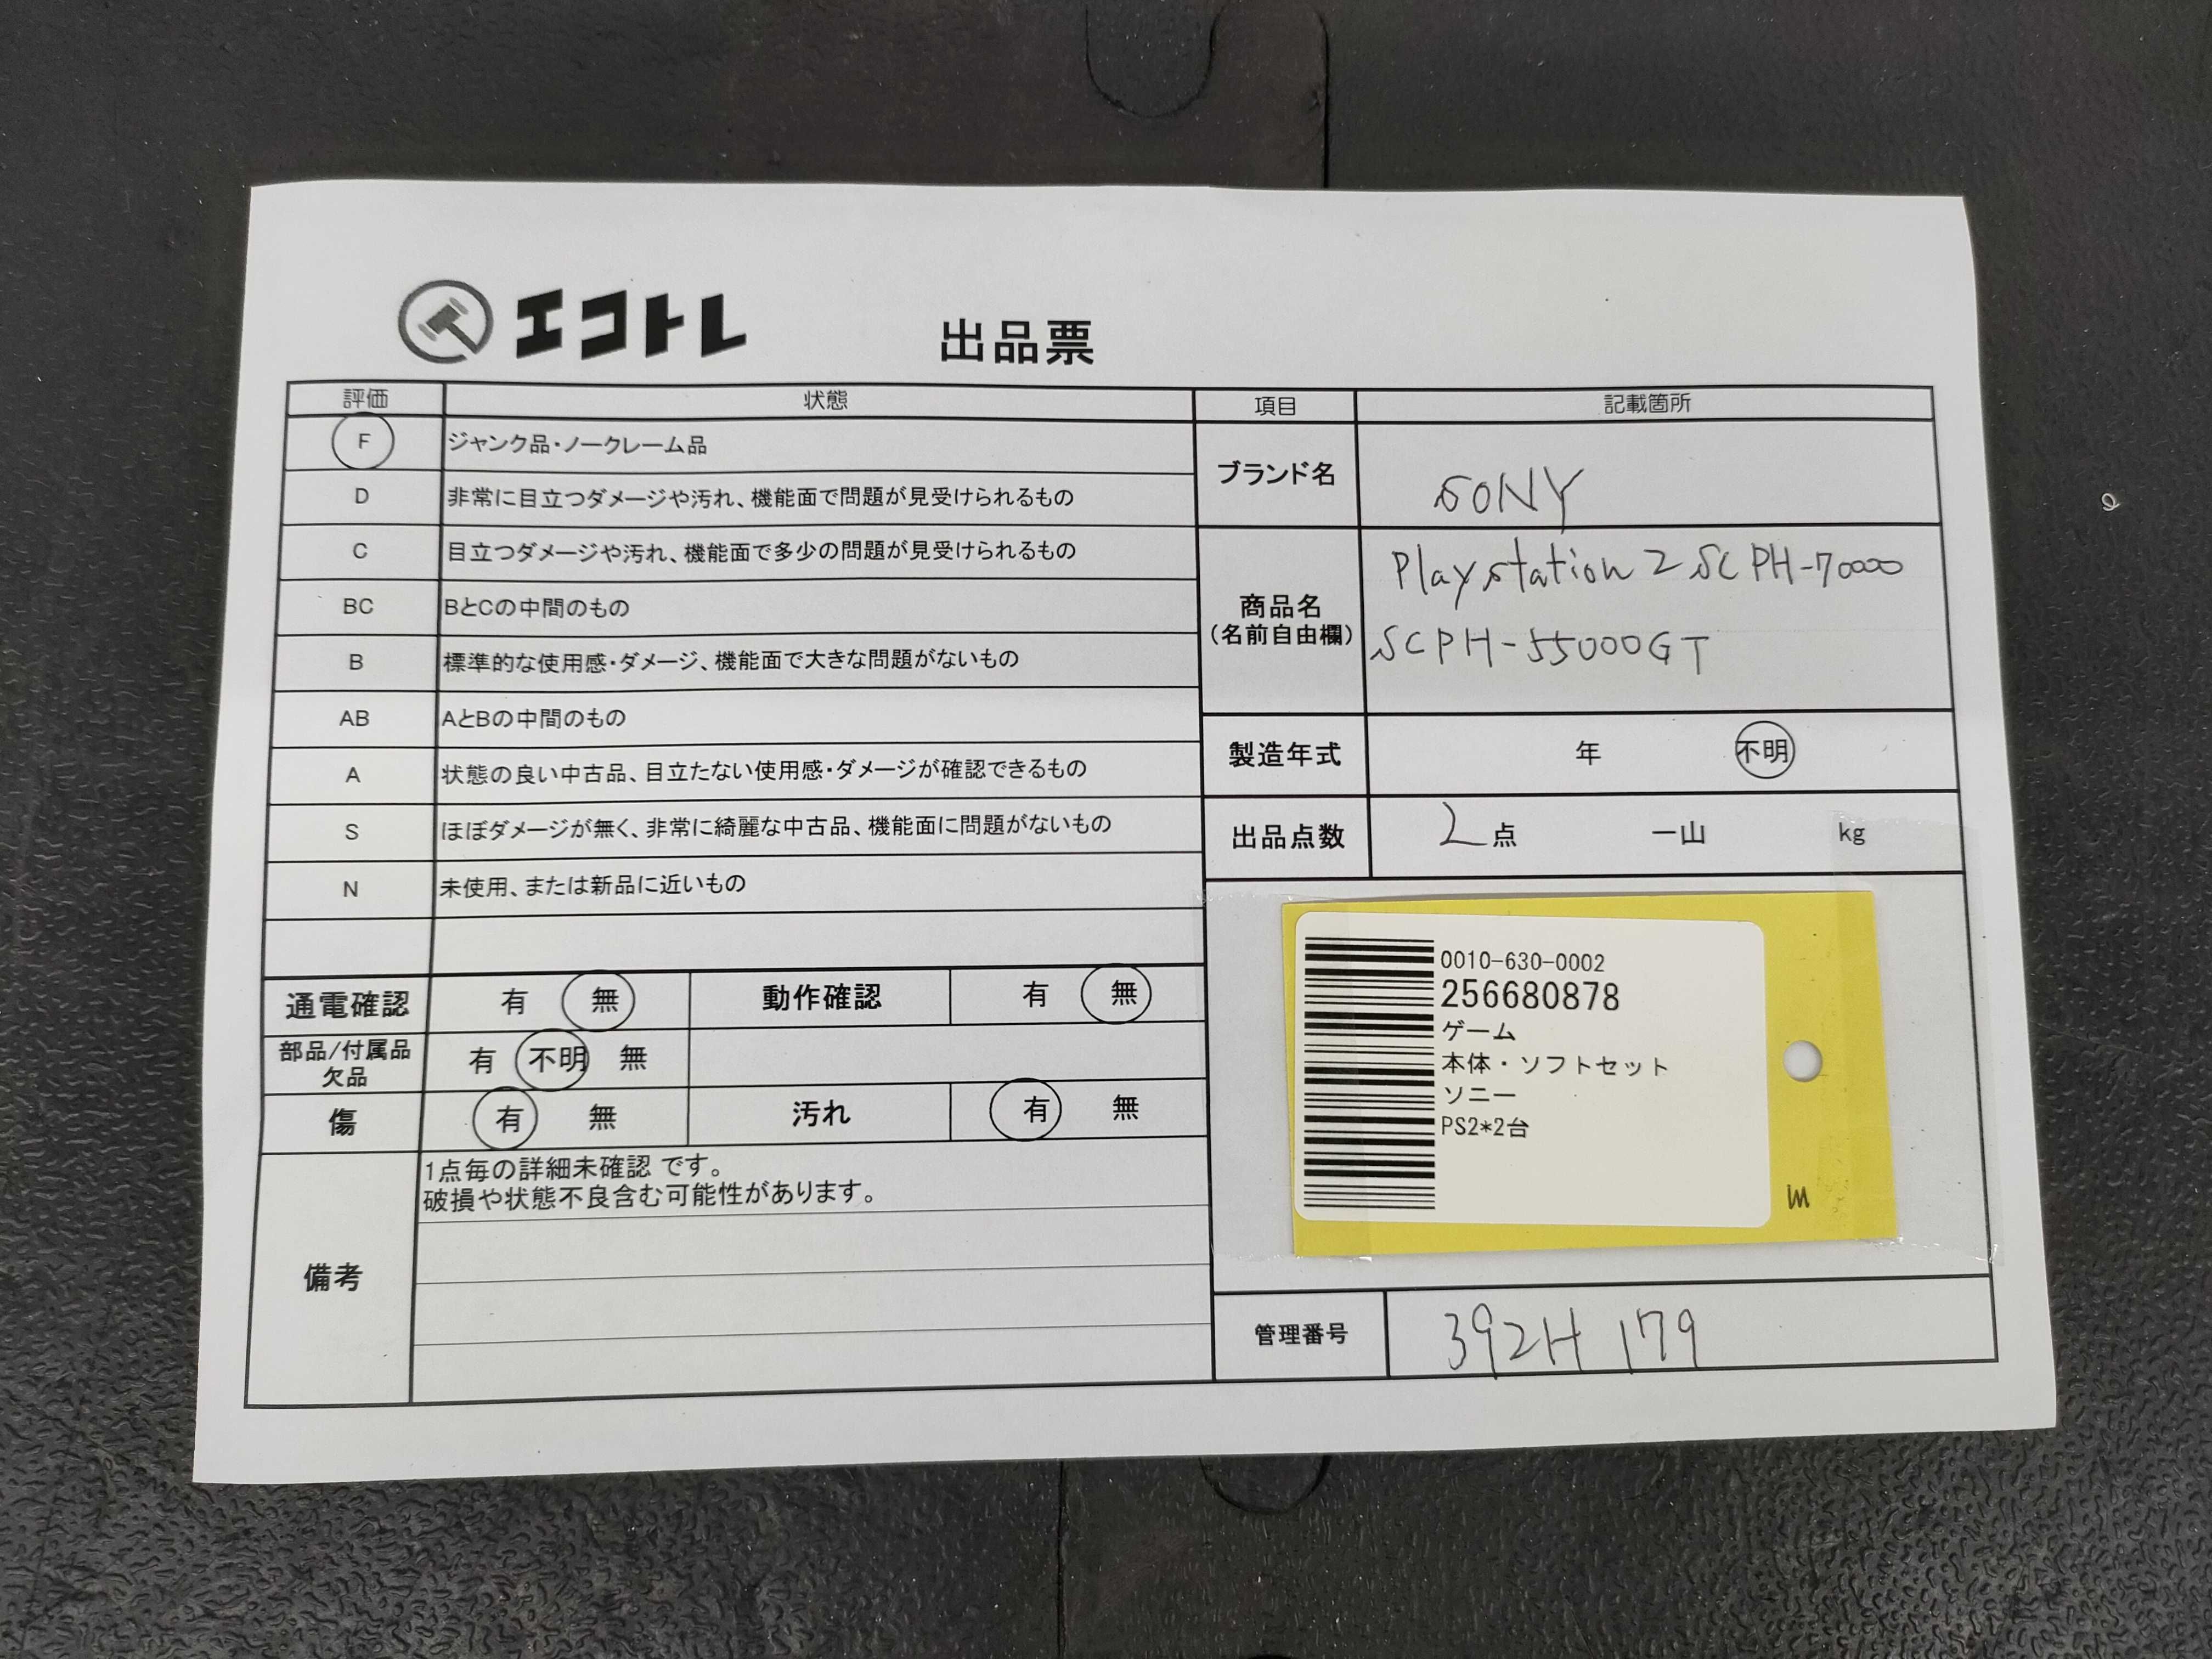 エコトレ
出品票
評価 状態
F ジャンク品・ノークレーム品
D 非常に目立つダメージや汚れ、機能面で問題が見受けられるもの
C 目立つダメージや汚れ、機能面で多少の問題が見受けられるもの
BC BとCの中間のもの
B 標準的な使用感・ダメージ、機能面で大きな問題がないもの
AB AとBの中間のもの
A 状態の良い中古品、目立たない使用感・ダメージが確認できるもの
S ほぼダメージが無く、非常に綺麗な中古品、機能面に問題がないもの
N 未使用、または新品に近いもの
通電確認 有 無 動作確認 有 無
部品/付属品
欠品
有 不明 無
傷 有 無 汚れ 有 無
備考
1点毎の詳細未確認 です。
破損や状態不良含む可能性があります。
項目 記載箇所
ブランド名 SONY
商品名
(名前自由欄)
Playstation 2 SCPH-70000
SCPH-55000GT
製造年式 年 不明
出品点数 2 点 一山 kg
0010-630-0002
256680878
ゲーム
本体・ソフトセット
ソニー
PS2*2台
管理番号 392H 179